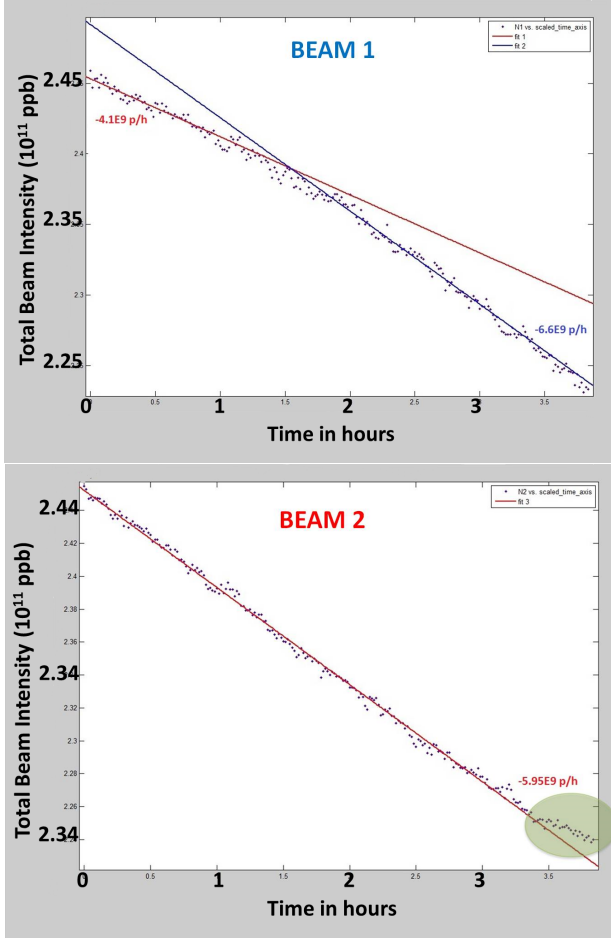 N1 vs. scaled_time_axis
fit 1
fit 2
BEAM 1
2.45
2.4
2.35
2.3
2.25
-4.1E9 p/h
-6.6E9 p/h
Total Beam Intensity (10¹¹ ppb)
0 0.5 1 1.5 2 2.5 3 3.5
Time in hours
N2 vs. scaled_time_axis
fit 3
BEAM 2
2.44
2.42
2.4
2.38
2.36
2.34
2.32
2.3
2.28
2.26
2.34
2.24
-5.95E9 p/h
Total Beam Intensity (10¹¹ ppb)
0 0.5 1 1.5 2 2.5 3 3.5
Time in hours